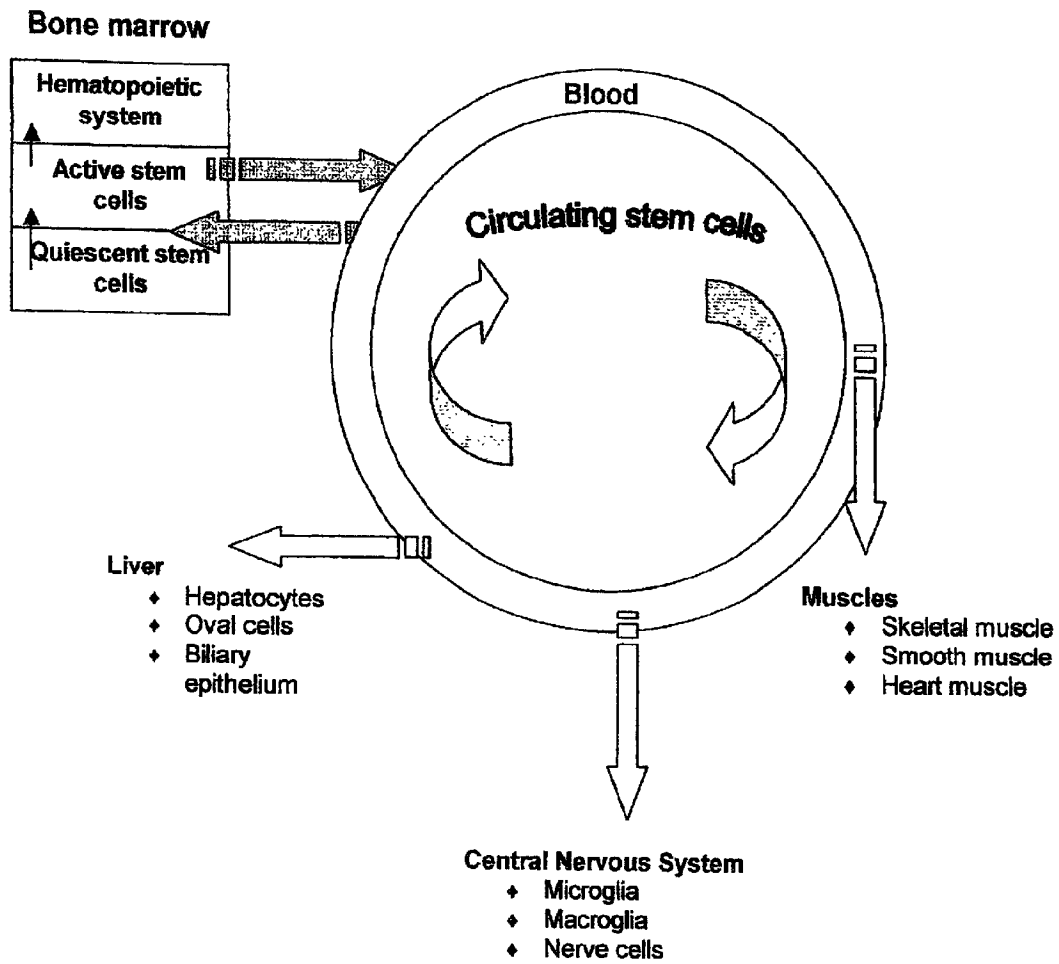 Bone marrow
Hematopoietic
system
Active stem
cells
Quiescent stem
cells
Blood
Circulating stem cells
Liver
♦ Hepatocytes
♦ Oval cells
♦ Biliary
epithelium
Muscles
♦ Skeletal muscle
♦ Smooth muscle
♦ Heart muscle
Central Nervous System
♦ Microglia
♦ Macroglia
♦ Nerve cells